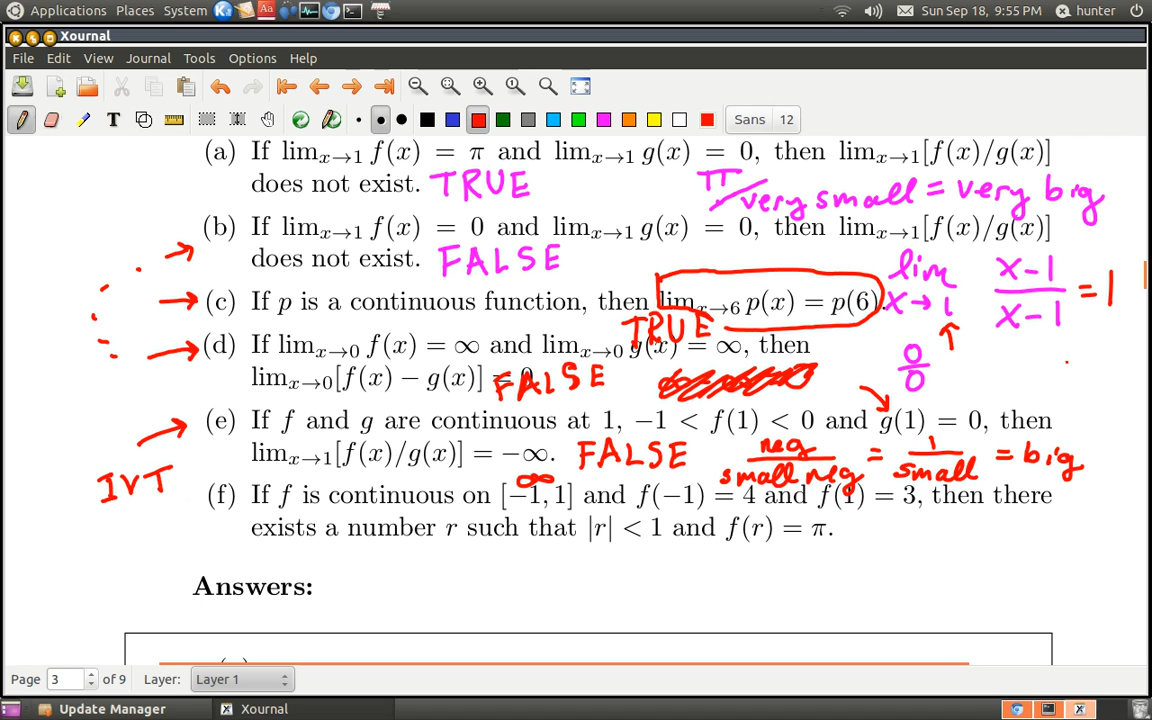 Applications Places System Sun Sep 18, 9:55 PM hunter
Xournal
File Edit View Journal Tools Options Help
Sans 12
(a) If lim_{x→1} f(x) = π and lim_{x→1} g(x) = 0, then lim_{x→1}[f(x)/g(x)]
does not exist. TRUE π/very small = very big
(b) If lim_{x→1} f(x) = 0 and lim_{x→1} g(x) = 0, then lim_{x→1}[f(x)/g(x)]
does not exist. FALSE
lim x→1 x-1/x-1 = 1
(c) If p is a continuous function, then lim_{x→6} p(x) = p(6).
TRUE
0/0
(d) If lim_{x→0} f(x) = ∞ and lim_{x→0} g(x) = ∞, then
lim_{x→0}[f(x) − g(x)] = 0 FALSE
(e) If f and g are continuous at 1, −1 < f(1) < 0 and g(1) = 0, then
lim_{x→1}[f(x)/g(x)] = −∞. FALSE neg/small neg = 1/small = big
∞
IVT
(f) If f is continuous on [−1, 1] and f(−1) = 4 and f(1) = 3, then there
exists a number r such that |r| < 1 and f(r) = π.
Answers:
Page 3 of 9 Layer: Layer 1
Update Manager Xournal